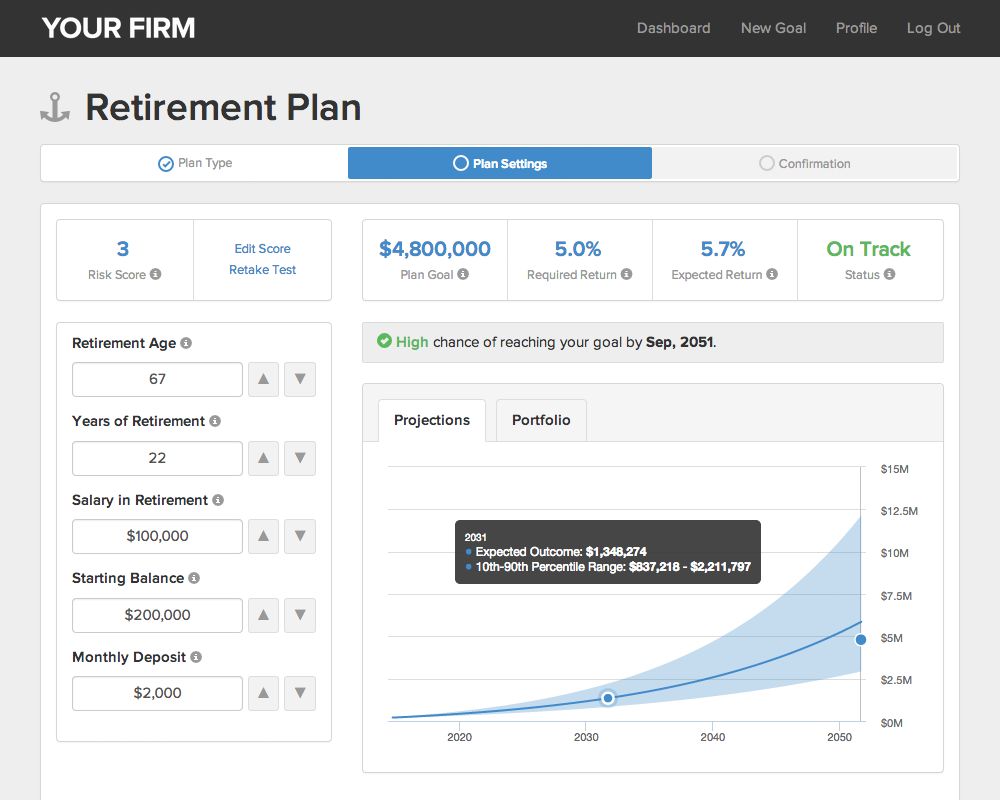 YOUR FIRM
Dashboard New Goal Profile Log Out
Retirement Plan
Plan Type Plan Settings Confirmation
3
Risk Score
Edit Score
Retake Test
$4,800,000
Plan Goal
5.0%
Required Return
5.7%
Expected Return
On Track
Status
Retirement Age
67
Years of Retirement
22
Salary in Retirement
$100,000
Starting Balance
$200,000
Monthly Deposit
$2,000
High chance of reaching your goal by Sep, 2051.
Projections Portfolio
$15M
$12.5M
$10M
$7.5M
$5M
$2.5M
$0M
2031
Expected Outcome: $1,348,274
10th-90th Percentile Range: $837,218 - $2,211,797
2020 2030 2040 2050